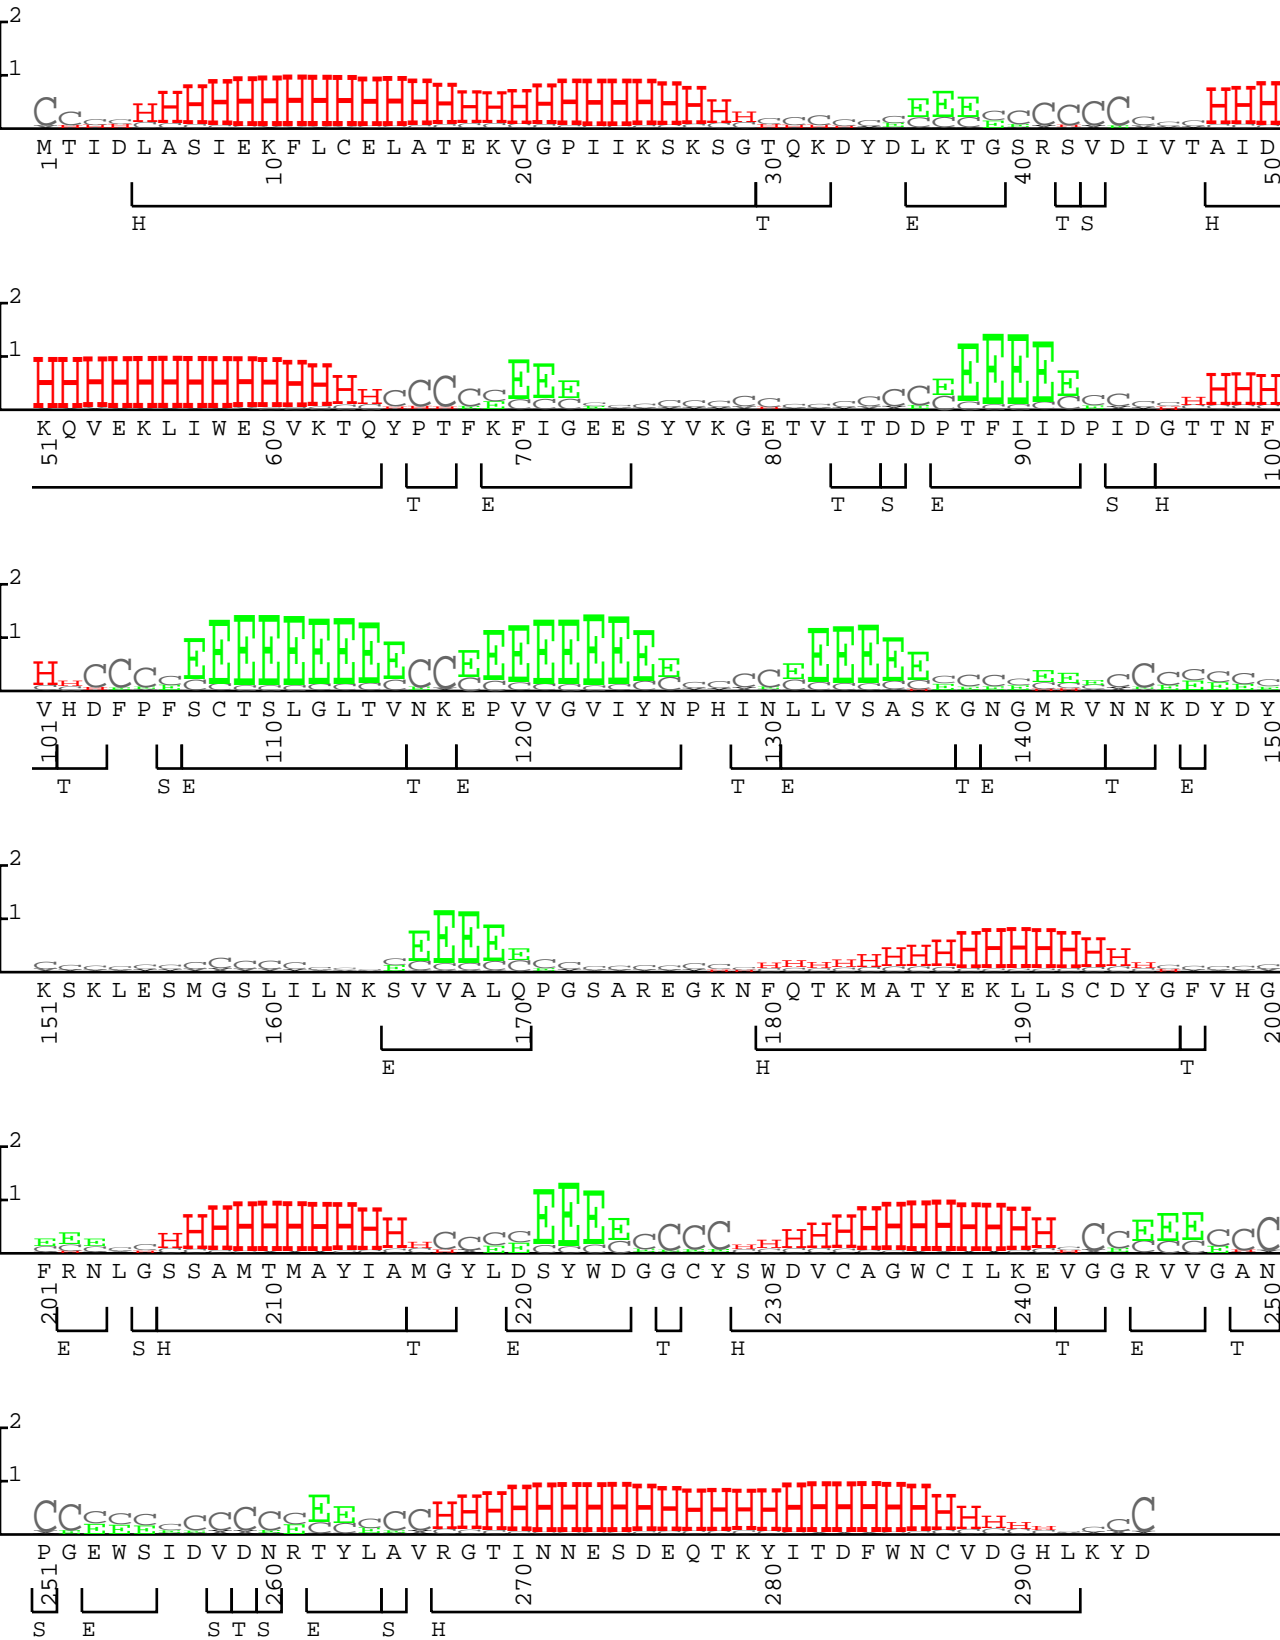 2
1
M T I D L A S I E K F L C E L A T E K V G P I I K S K S G T Q K D Y D L K T G S R S V D I V T A I D
1 10 20 30 40 50
H T E T S H
2
1
K Q V E K L I W E S V K T Q Y P T F K F I G E E S Y V K G E T V I T D D P T F I I D P I D G T T N F
51 60 70 80 90 100
T E T S E S H
2
1
V H D F P F S C T S L G L T V N K E P V V G V I Y N P H I N L L V S A S K G N G M R V N N K D Y D Y
101 110 120 130 140 150
T S E T E T E T E T E
2
1
K S K L E S M G S L I L N K S V V A L Q P G S A R E G K N F Q T K M A T Y E K L L S C D Y G F V H G
151 160 170 180 190 200
E H T
2
1
F R N L G S S A M T M A Y I A M G Y L D S Y W D G G C Y S W D V C A G W C I L K E V G G R V V G A N
201 210 220 230 240 250
E S H T E T H T E T
2
1
P G E W S I D V D N R T Y L A V R G T I N N E S D E Q T K Y I T D F W N C V D G H L K Y D
251 260 270 280 290
S E S T S E S H